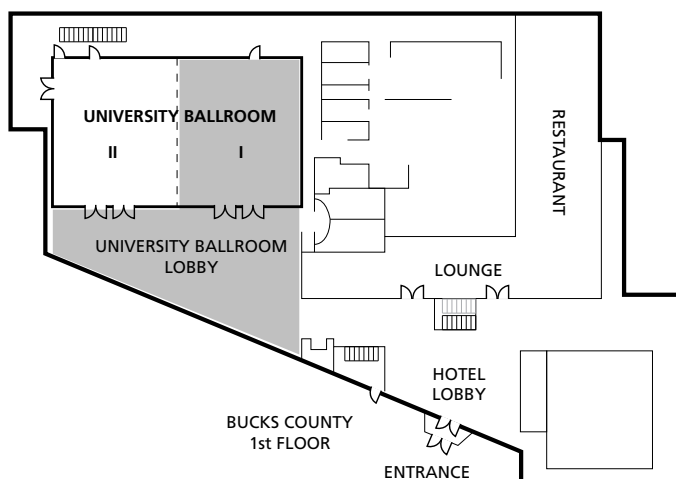 UNIVERSITY BALLROOM
II
I
UNIVERSITY BALLROOM
LOBBY
RESTAURANT
LOUNGE
HOTEL
LOBBY
BUCKS COUNTY
1st FLOOR
ENTRANCE